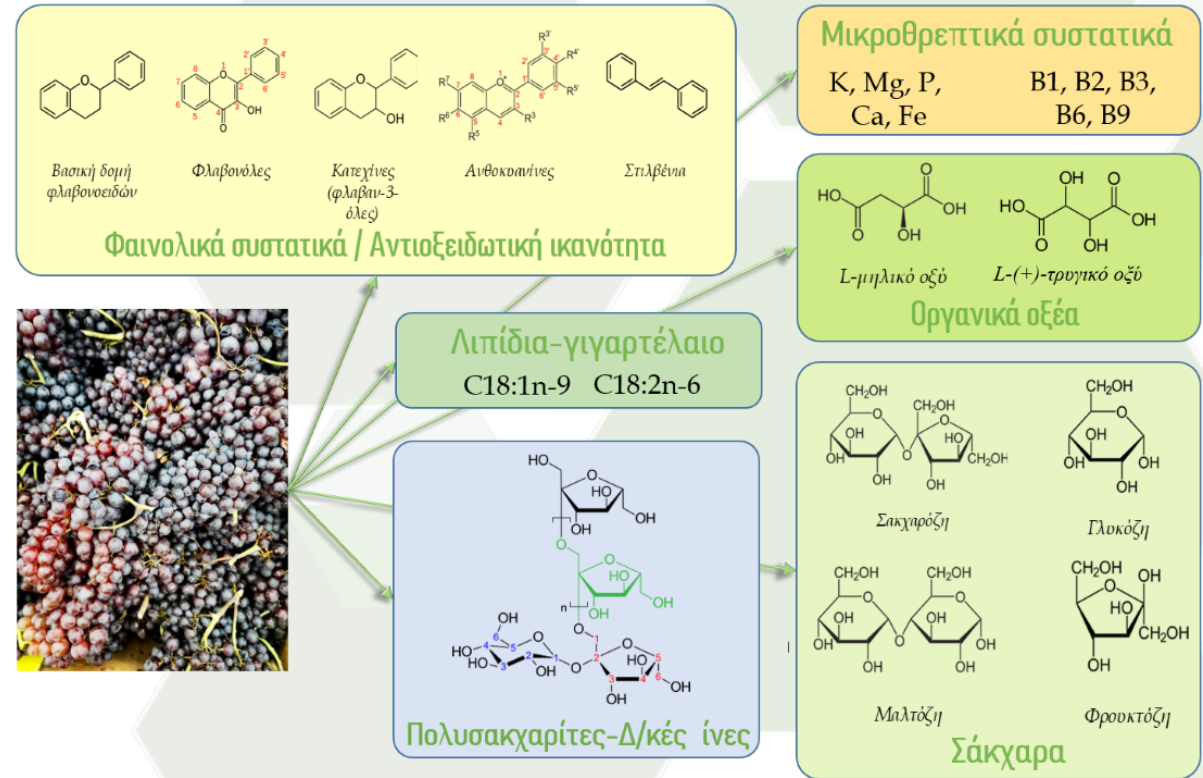 Βασική δομή
φλαβονοειδών
Φλαβονόλες
Κατεχίνες
(φλαβαν-3-
όλες)
Ανθοκυανίνες
Στιλβένια
Φαινολικά συστατικά / Αντιοξειδωτική ικανότητα
Μικροθρεπτικά συστατικά
K, Mg, P,
Ca, Fe
B1, B2, B3,
B6, B9
L-μηλικό οξύ
L-(+)-τρυγικό οξύ
Οργανικά οξέα
Λιπίδια-γιγαρτέλαιο
C18:1n-9 C18:2n-6
Πολυσακχαρίτες-Δ/κές ίνες
Σακχαρόζη
Γλυκόζη
Μαλτόζη
Φρουκτόζη
Σάκχαρα